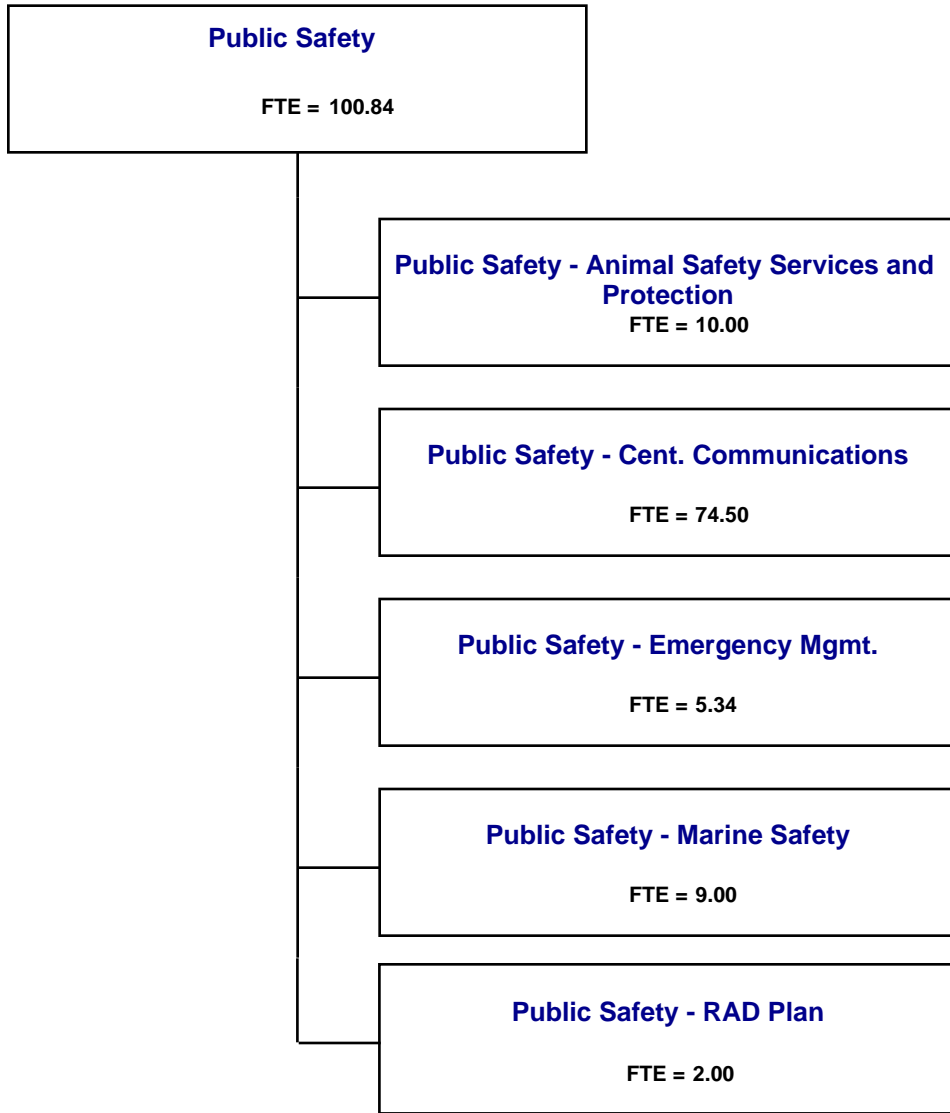 Public Safety
FTE = 100.84
Public Safety - Animal Safety Services and
Protection
FTE = 10.00
Public Safety - Cent. Communications
FTE = 74.50
Public Safety - Emergency Mgmt.
FTE = 5.34
Public Safety - Marine Safety
FTE = 9.00
Public Safety - RAD Plan
FTE = 2.00